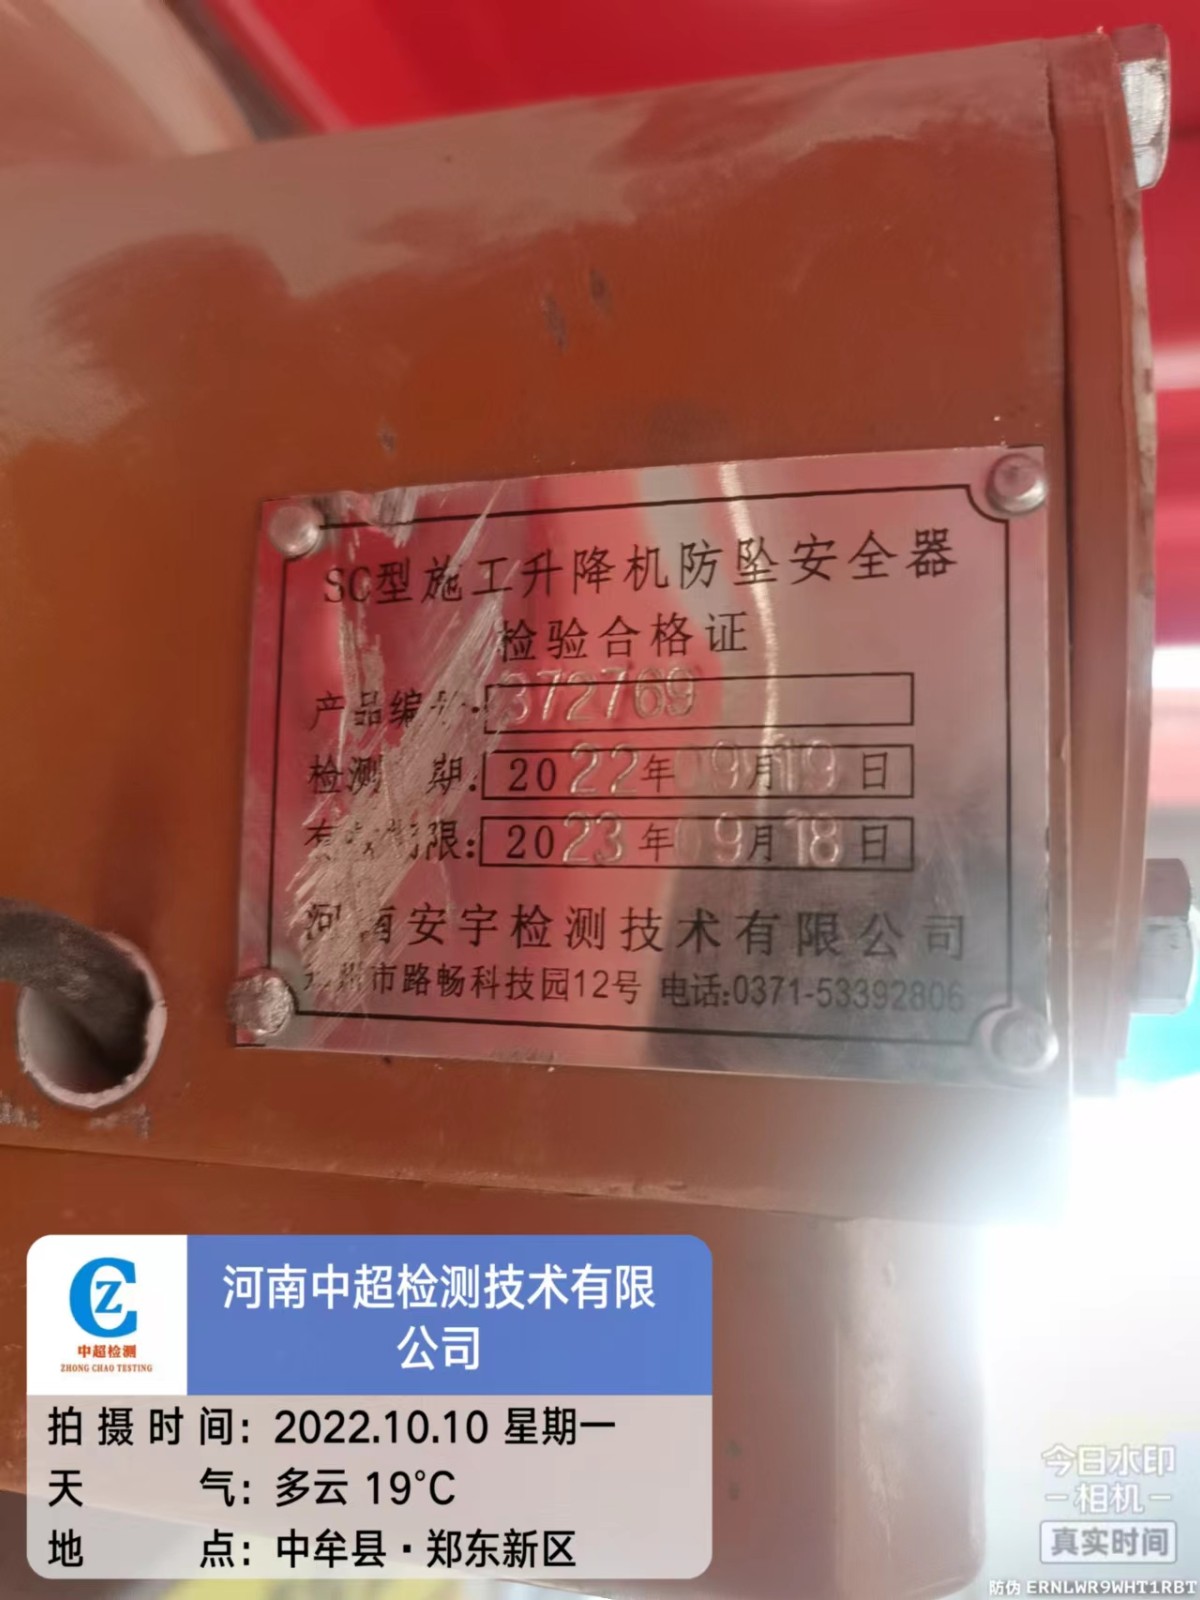 SC型施工升降机防坠安全器
检验合格证
产品编号: 372769
检测 期: 2022年09月19日
有效期限: 2023年09月18日
河南安宇检测技术有限公司
州市路畅科技园12号 电话:0371-53392806
CZ
中超检测
ZHONG CHAO TESTING
河南中超检测技术有限
公司
拍摄时间: 2022.10.10 星期一
天气: 多云 19°C
地点: 中牟县·郑东新区
今日水印
相机
真实时间
防伪 ERNLWR9WHT1RBT